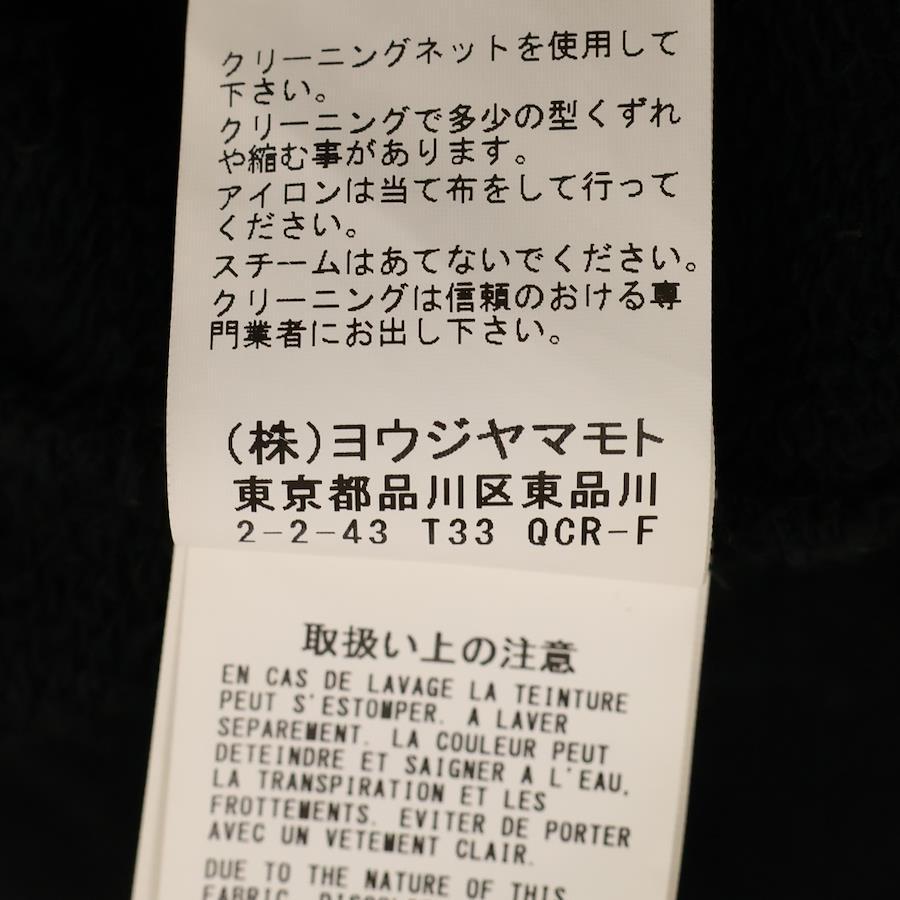 クリーニングネットを使用して
下さい。
クリーニングで多少の型くずれ
や縮む事があります。
アイロンは当て布をして行って
ください。
スチームはあてないでください。
クリーニングは信頼のおける専
門業者にお出し下さい。
(株)ヨウジヤマモト
東京都品川区東品川
2-2-43 T33 QCR-F
取扱い上の注意
EN CAS DE LAVAGE LA TEINTURE
PEUT S'ESTOMPER. A LAVER
SEPAREMENT. LA COULEUR PEUT
DETEINDRE ET SAIGNER A L'EAU,
LA TRANSPIRATION ET LES
FROTTEMENTS. EVITER DE PORTER
AVEC UN VETEMENT CLAIR.
DUE TO THE NATURE OF THIS
FABRIC,